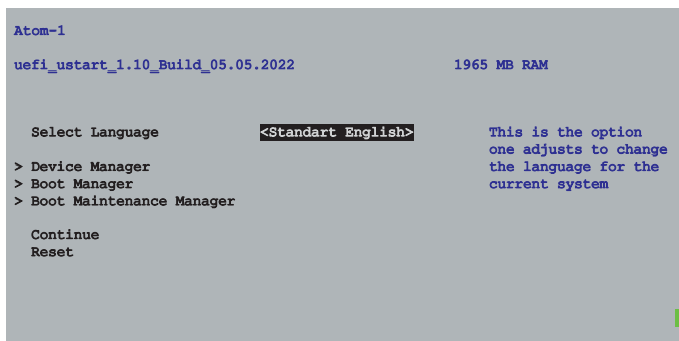 Atom-1
uefi_ustart_1.10_Build_05.05.2022 1965 MB RAM
Select Language <Standart English> This is the option
one adjusts to change
> Device Manager the language for the
> Boot Manager current system
> Boot Maintenance Manager
Continue
Reset